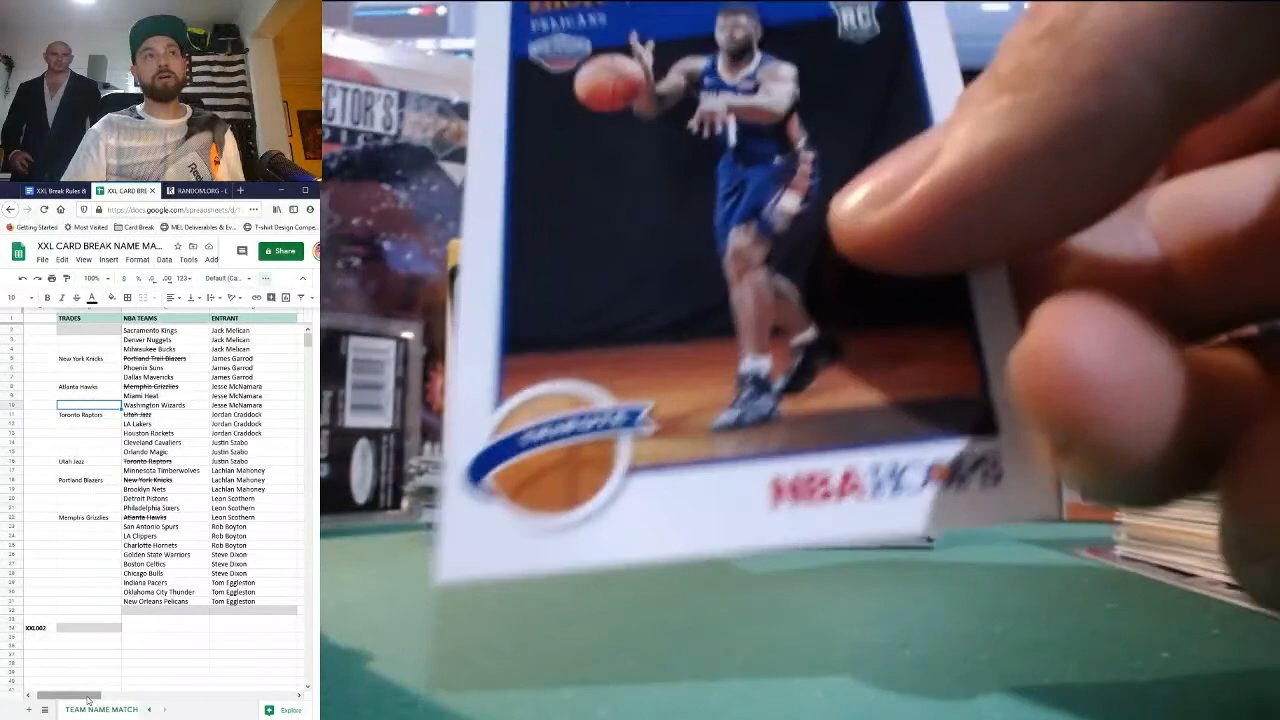 XXL Break Rules &
XXL CARD BRE
RANDOM.ORG - L
https://docs.google.com/spreadsheets/d/1
Getting Started
Most Visited
Card Break
MEL Deliverables & Ev...
T-shirt Design Compe...
XXL CARD BREAK NAME MA...
Share
File Edit View Insert Format Data Tools Add
100% $ % .0 .00 123 Default (Ca...
10 B I S A
TRADES NBA TEAMS ENTRANT
Sacramento Kings Jack Melican
Denver Nuggets Jack Melican
Milwaukee Bucks Jack Melican
New York Knicks Portland Trail Blazers James Garrod
Phoenix Suns James Garrod
Dallas Mavericks James Garrod
Atlanta Hawks Memphis Grizzlies Jesse McNamara
Miami Heat Jesse McNamara
Washington Wizards Jesse McNamara
Toronto Raptors Utah Jazz Jordan Craddock
LA Lakers Jordan Craddock
Houston Rockets Jordan Craddock
Cleveland Cavaliers Justin Szabo
Orlando Magic Justin Szabo
Utah Jazz Toronto Raptors Justin Szabo
Minnesota Timberwolves Lachlan Mahoney
Portland Blazers New York Knicks Lachlan Mahoney
Brooklyn Nets Lachlan Mahoney
Detroit Pistons Leon Scothern
Philadelphia Sixers Leon Scothern
Memphis Grizzlies Atlanta Hawks Leon Scothern
San Antonio Spurs Rob Boyton
LA Clippers Rob Boyton
Charlotte Hornets Rob Boyton
Golden State Warriors Steve Dixon
Boston Celtics Steve Dixon
Chicago Bulls Steve Dixon
Indiana Pacers Tom Eggleston
Oklahoma City Thunder Tom Eggleston
New Orleans Pelicans Tom Eggleston
XXL002
TEAM NAME MATCH
Explore
CTOR'S
PELICANS
RC
TRIBUTE
NBA HOOPS